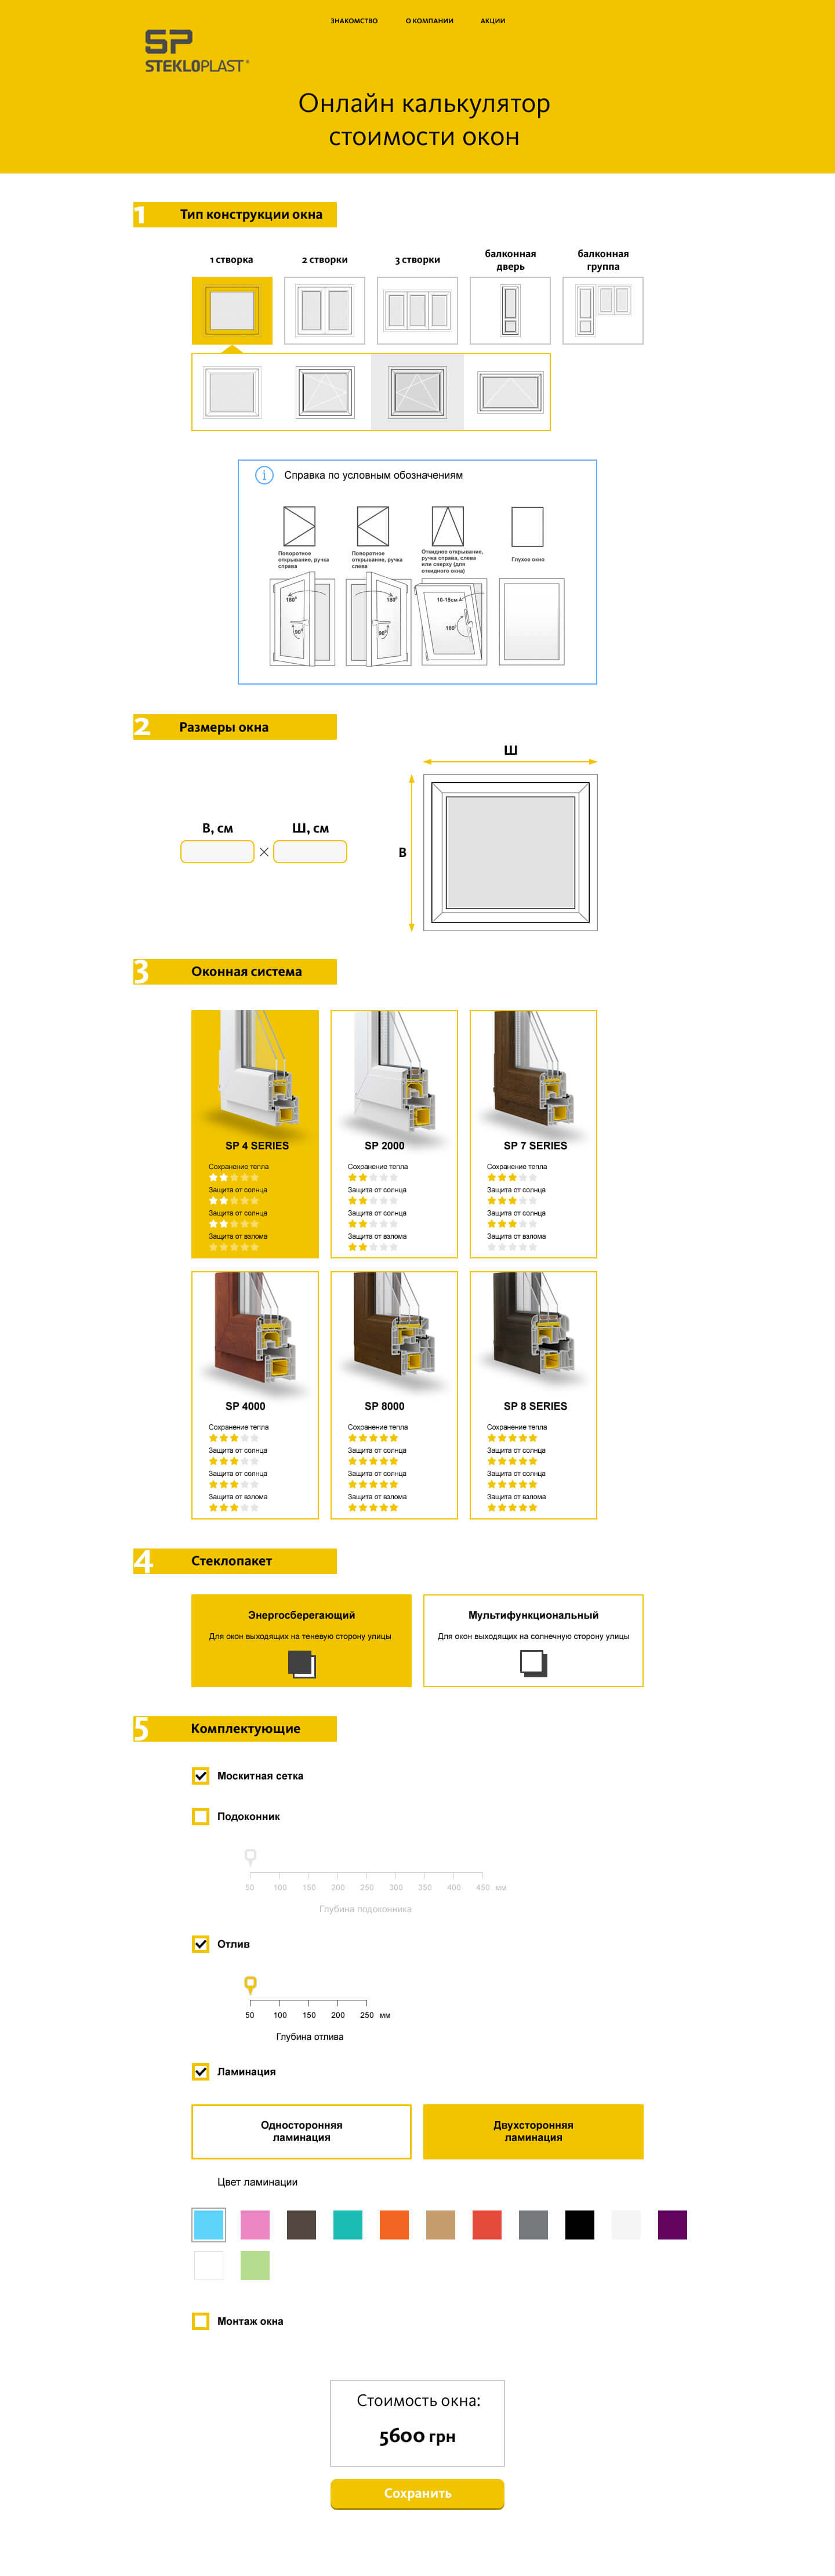 ЗНАКОМСТВО О КОМПАНИИ АКЦИИ
SP
STEKLOPLAST®
Онлайн калькулятор
стоимости окон
1 Тип конструкции окна
1 створка 2 створки 3 створки балконная дверь балконная группа
i Справка по условным обозначениям
Поворотное открывание, ручка справа
Поворотное открывание, ручка слева
Откидное открывание, ручка справа, слева или сверху (для откидного окна)
Глухое окно
180° 180° 10-15см
90° 90° 180°
2 Размеры окна
Ш
В, см Ш, см
В
3 Оконная система
SP 4 SERIES
Сохранение тепла
Защита от солнца
Защита от солнца
Защита от взлома
SP 2000
Сохранение тепла
Защита от солнца
Защита от солнца
Защита от взлома
SP 7 SERIES
Сохранение тепла
Защита от солнца
Защита от солнца
Защита от взлома
SP 4000
Сохранение тепла
Защита от солнца
Защита от солнца
Защита от взлома
SP 8000
Сохранение тепла
Защита от солнца
Защита от солнца
Защита от взлома
SP 8 SERIES
Сохранение тепла
Защита от солнца
Защита от солнца
Защита от взлома
4 Стеклопакет
Энергосберегающий
Для окон выходящих на теневую сторону улицы
Мультифункциональный
Для окон выходящих на солнечную сторону улицы
5 Комплектующие
Москитная сетка
Подоконник
50 100 150 200 250 300 350 400 450 мм
Глубина подоконника
Отлив
50 100 150 200 250 мм
Глубина отлива
Ламинация
Односторонняя
ламинация
Двухсторонняя
ламинация
Цвет ламинации
Монтаж окна
Стоимость окна:
5600 грн
Сохранить